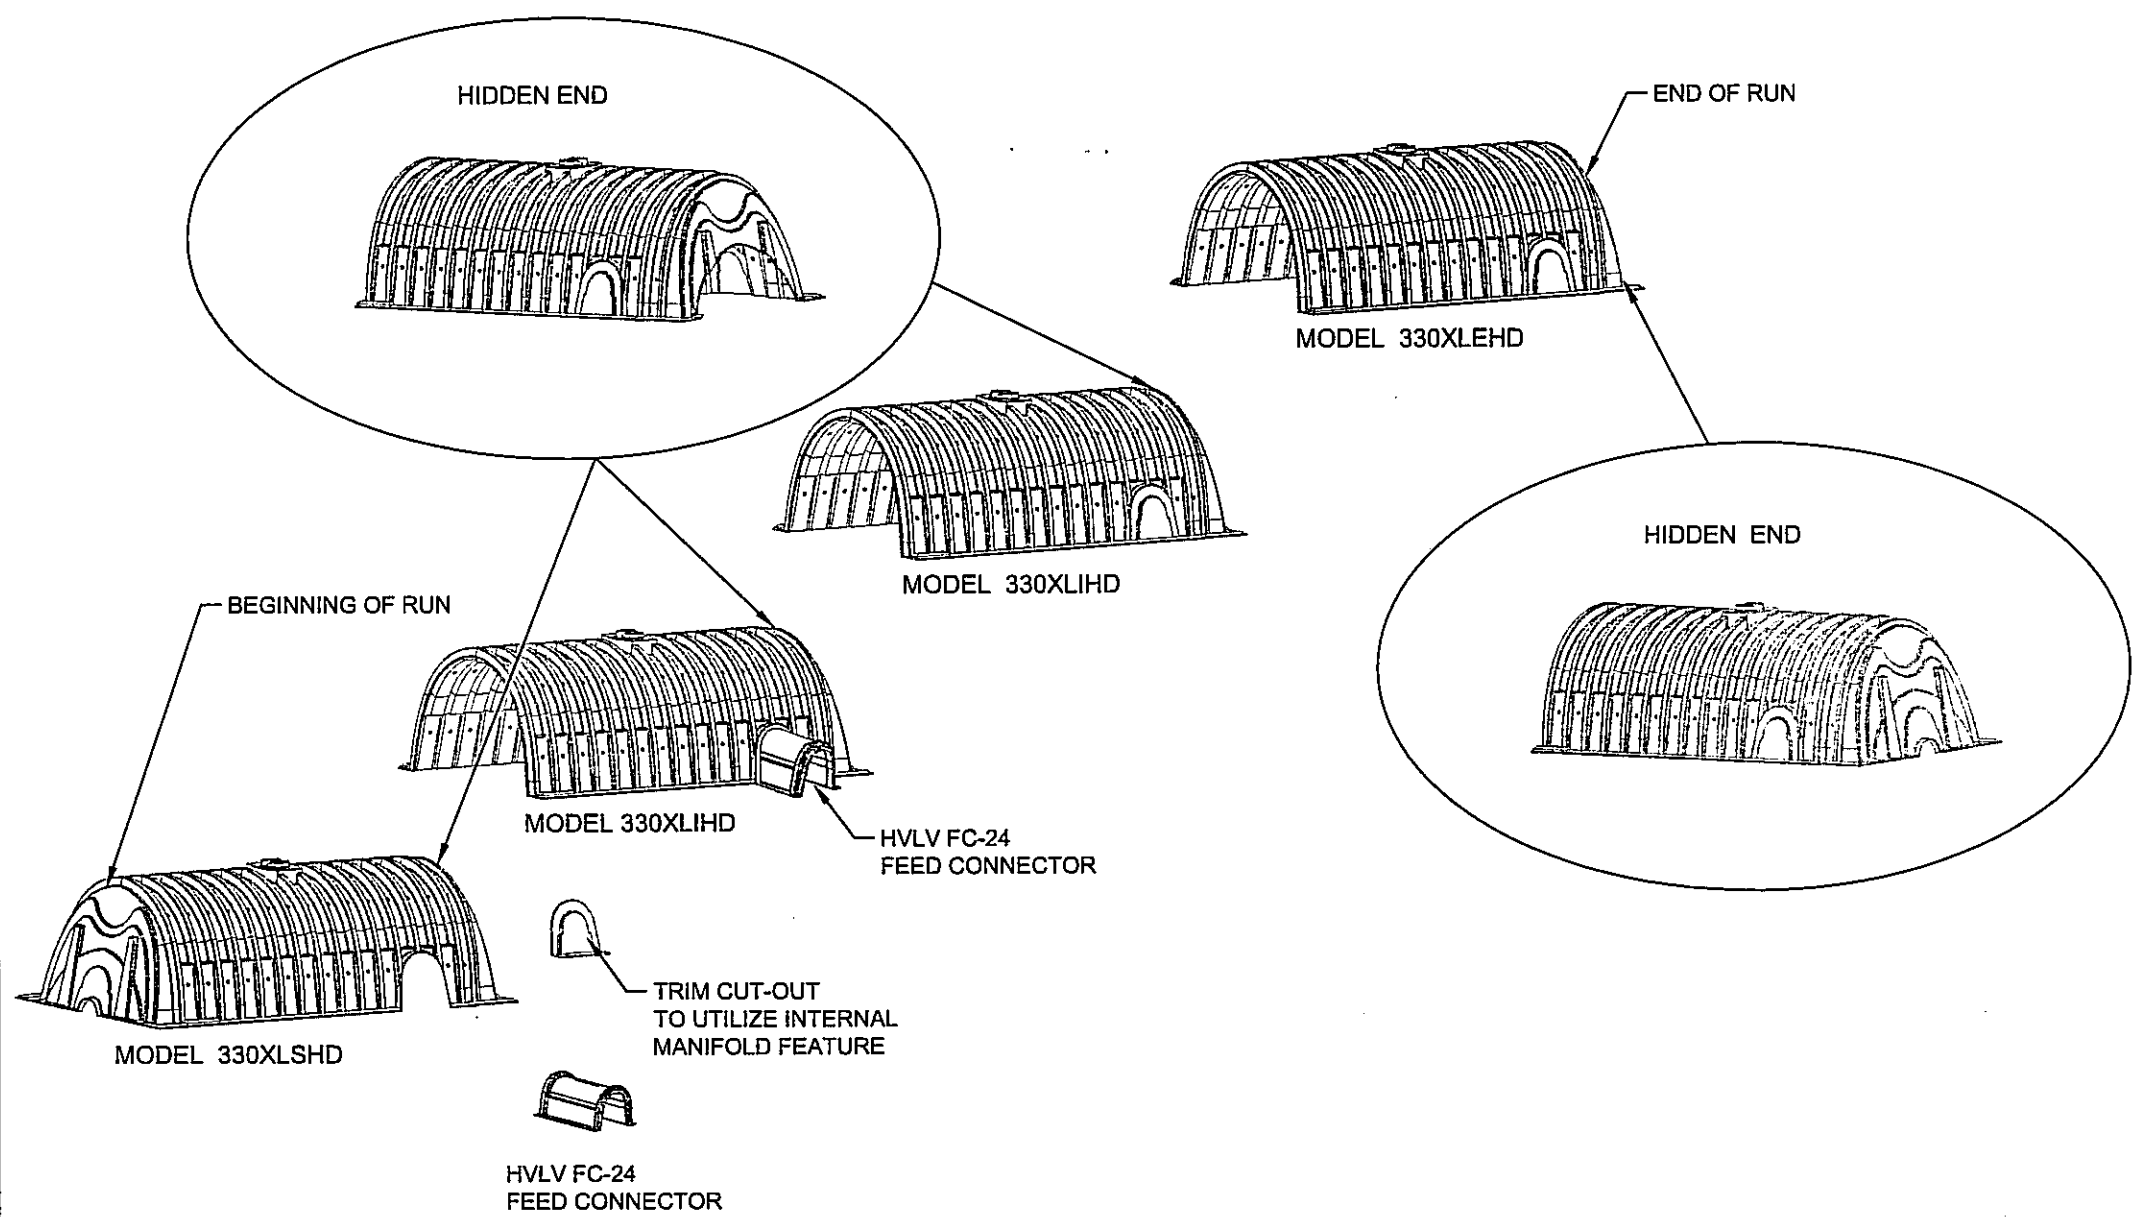 HIDDEN END
END OF RUN
MODEL 330XLEHD
HIDDEN END
MODEL 330XLIHD
BEGINNING OF RUN
MODEL 330XLIHD
HVLV FC-24
FEED CONNECTOR
TRIM CUT-OUT
TO UTILIZE INTERNAL
MANIFOLD FEATURE
MODEL 330XLSHD
HVLV FC-24
FEED CONNECTOR